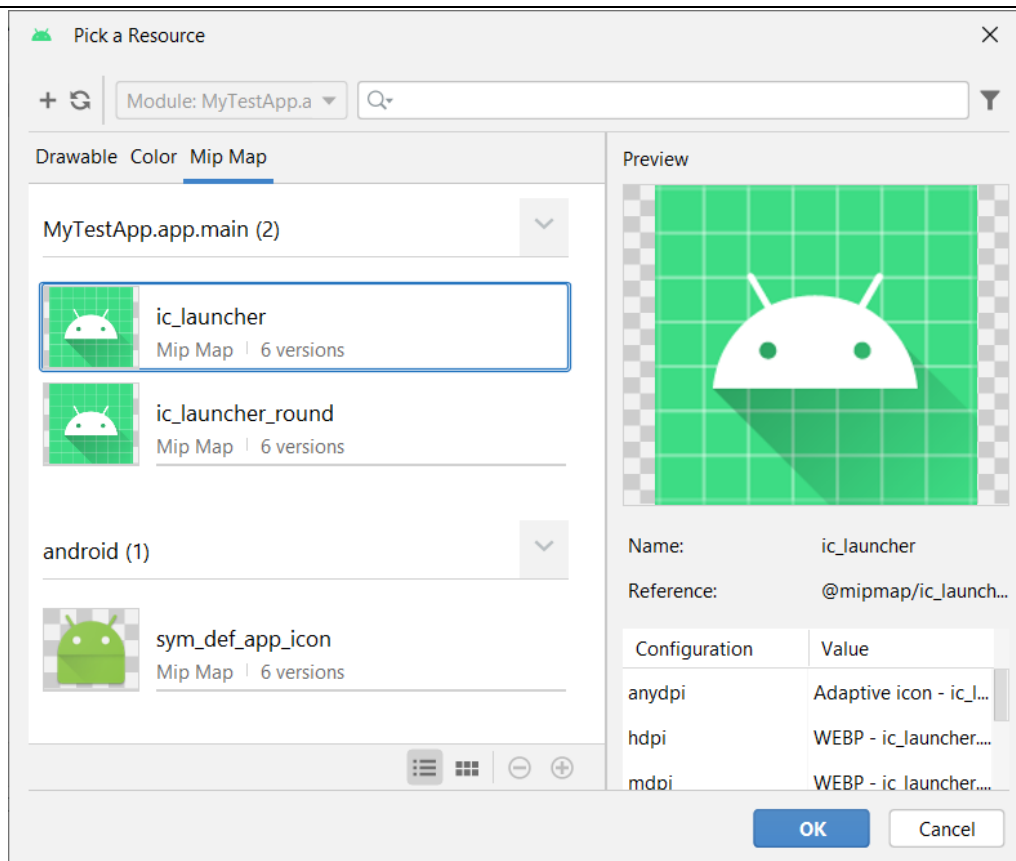 Pick a Resource
Module: MyTestApp.a
Drawable Color Mip Map
MyTestApp.app.main (2)
ic_launcher
Mip Map 6 versions
ic_launcher_round
Mip Map 6 versions
android (1)
sym_def_app_icon
Mip Map 6 versions
Preview
Name: ic_launcher
Reference: @mipmap/ic_launch...
Configuration Value
anydpi Adaptive icon - ic_l...
hdpi WEBP - ic_launcher....
mdpi WEBP - ic_launcher....
OK Cancel